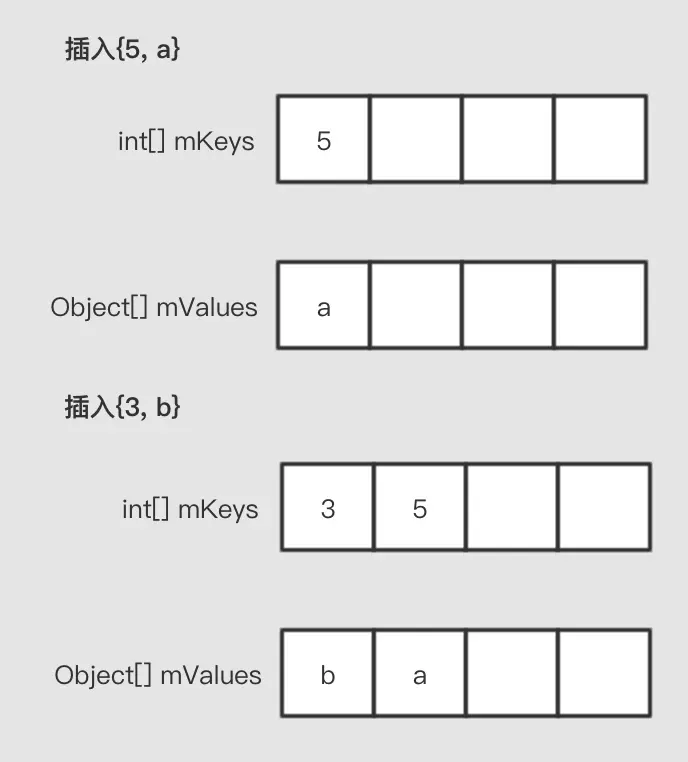 插入{5, a}
int[] mKeys 5
Object[] mValues a
插入{3, b}
int[] mKeys 3 5
Object[] mValues b a